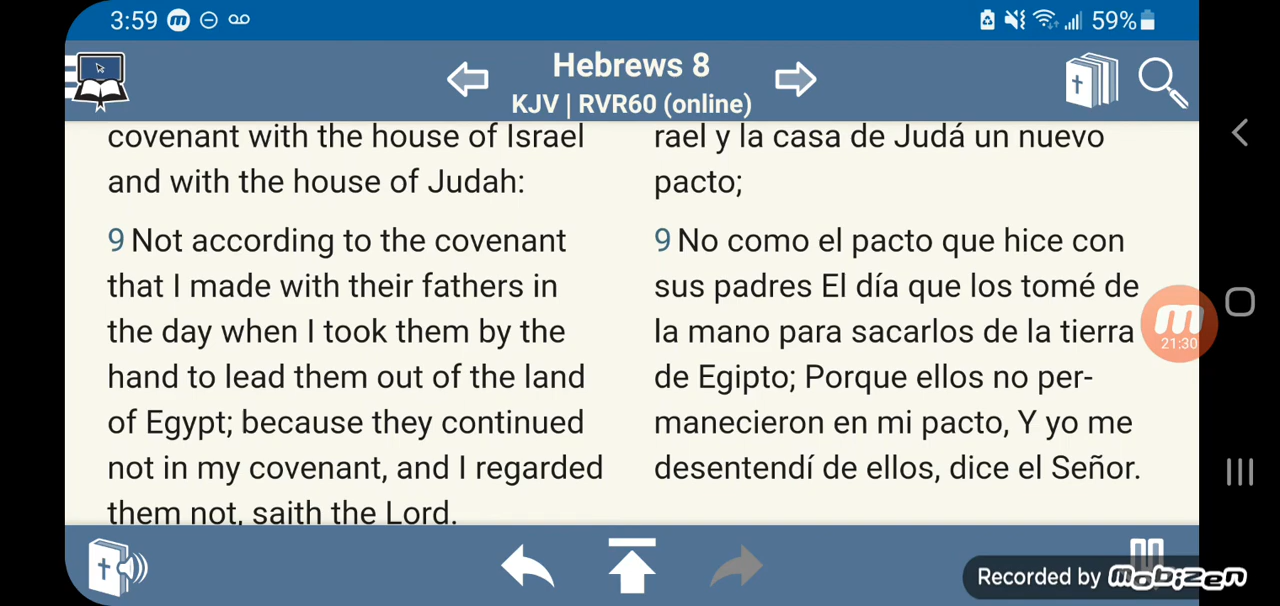 3:59
59%
Hebrews 8
KJV | RVR60 (online)
covenant with the house of Israel
and with the house of Judah:
9 Not according to the covenant
that I made with their fathers in
the day when I took them by the
hand to lead them out of the land
of Egypt; because they continued
not in my covenant, and I regarded
them not, saith the Lord.
rael y la casa de Judá un nuevo
pacto;
9 No como el pacto que hice con
sus padres El día que los tomé de
la mano para sacarlos de la tierra
de Egipto; Porque ellos no per-
manecieron en mi pacto, Y yo me
desentendí de ellos, dice el Señor.
21:30
Recorded by Mobizen